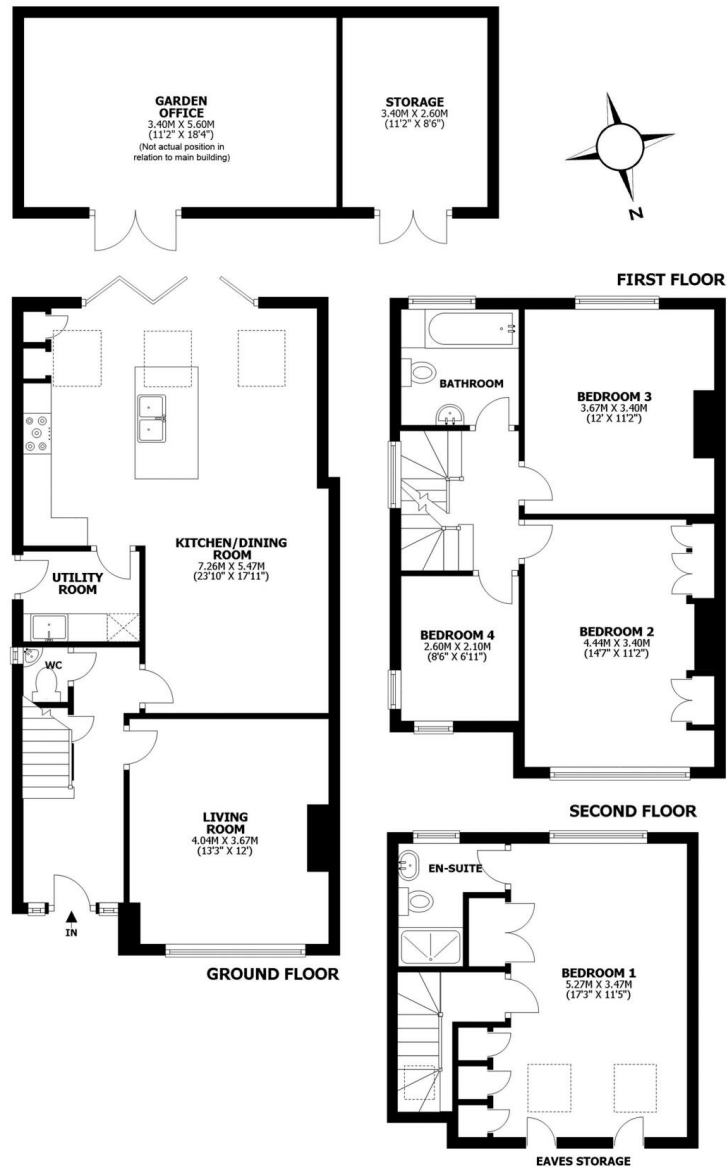 GARDEN
OFFICE
3.40M X 5.60M
(11'2" X 18'4")
(Not actual position in
relation to main building)
STORAGE
3.40M X 2.60M
(11'2" X 8'6")
N
KITCHEN/DINING
ROOM
7.26M X 5.47M
(23'10" X 17'11")
UTILITY
ROOM
WC
LIVING
ROOM
4.04M X 3.67M
(13'3" X 12')
IN
GROUND FLOOR
FIRST FLOOR
BATHROOM
BEDROOM 3
3.67M X 3.40M
(12' X 11'2")
BEDROOM 4
2.60M X 2.10M
(8'6" X 6'11")
BEDROOM 2
4.44M X 3.40M
(14'7" X 11'2")
SECOND FLOOR
EN-SUITE
BEDROOM 1
5.27M X 3.47M
(17'3" X 11'5")
EAVES STORAGE